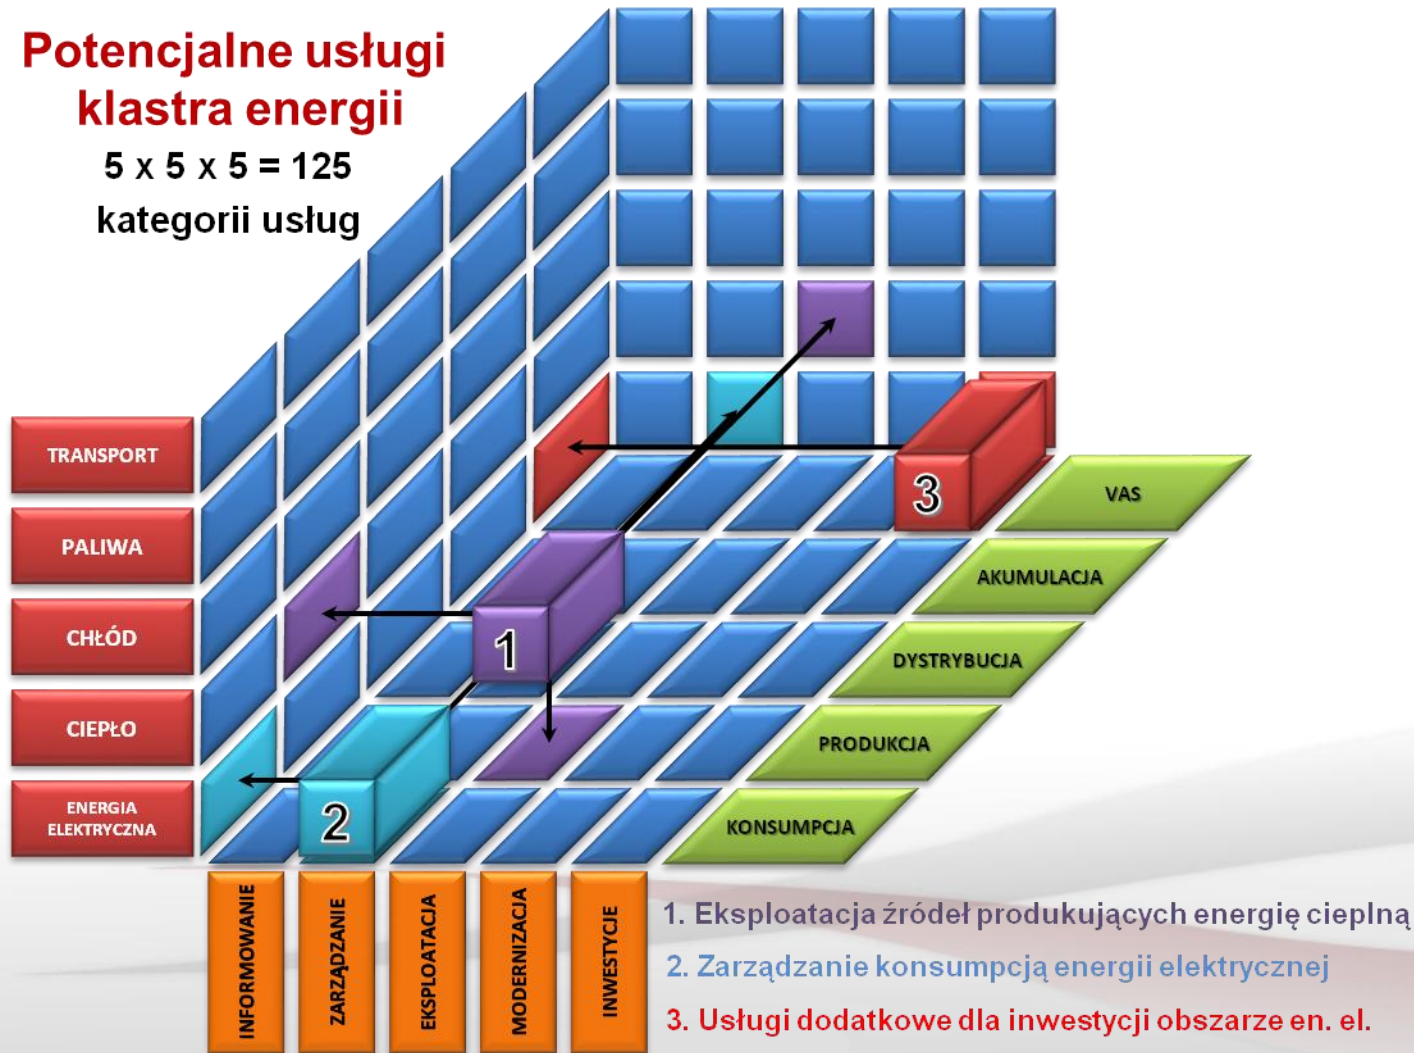 Potencjalne usługi
klastra energii
5 x 5 x 5 = 125
kategorii usług
TRANSPORT
PALIWA
CHŁÓD
CIEPŁO
ENERGIA
ELEKTRYCZNA
3
1
2
VAS
AKUMULACJA
DYSTRYBUCJA
PRODUKCJA
KONSUMPCJA
INFORMOWANIE
ZARZĄDZANIE
EKSPLOATACJA
MODERNIZACJA
INWESTYCJE
1. Eksploatacja źródeł produkujących energię cieplną
2. Zarządzanie konsumpcją energii elektrycznej
3. Usługi dodatkowe dla inwestycji obszarze en. el.